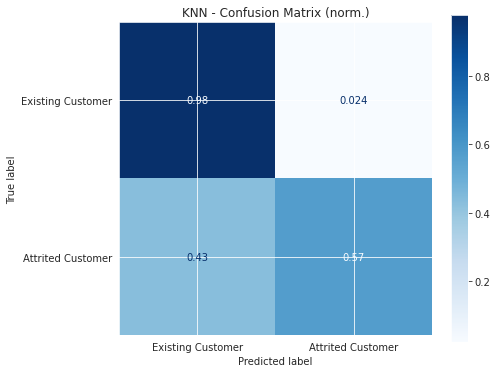 KNN - Confusion Matrix (norm.)
Existing Customer
0.98
0.024
0.8
0.6
True label
0.4
Attrited Customer
0.43
0.57
0.2
Existing Customer
Attrited Customer
Predicted label